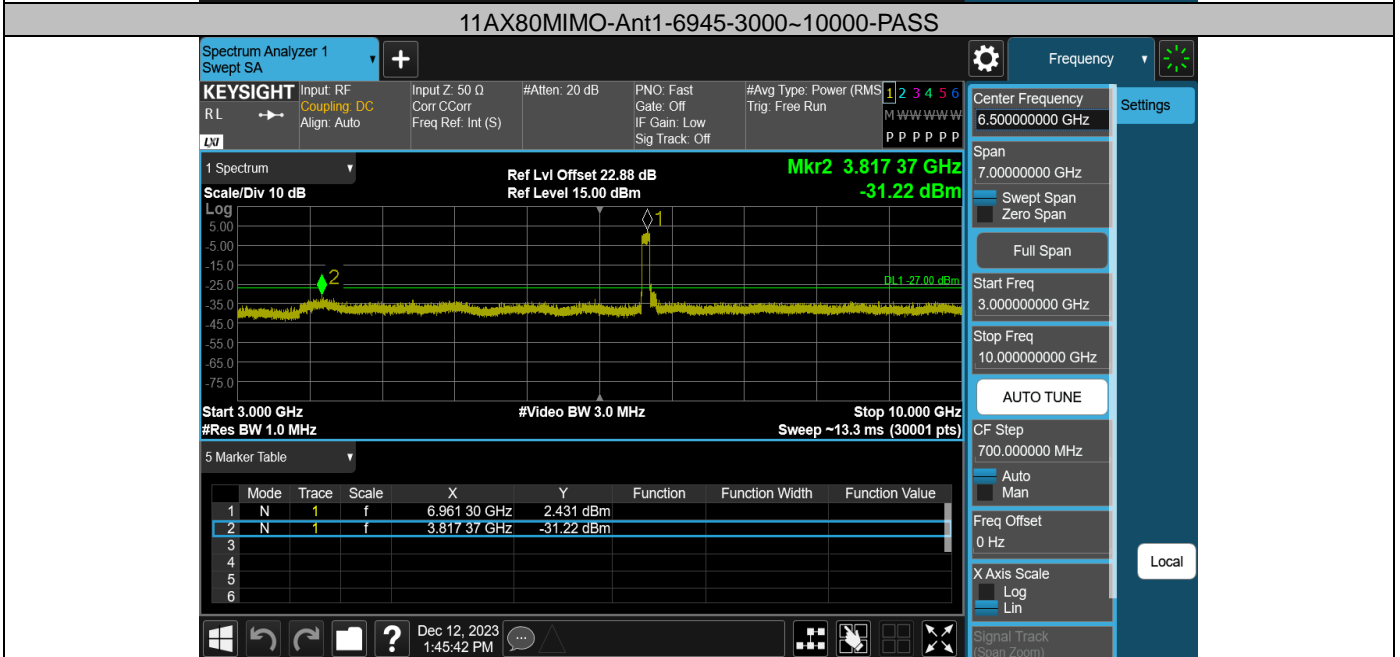 11AX80MIMO-Ant1-6945-3000~10000-PASS
Spectrum Analyzer 1
Swept SA
Frequency
KEYSIGHT
RL
LXI
Input: RF
Coupling: DC
Align: Auto
Input Z: 50 Ω
Corr CCorr
Freq Ref: Int (S)
#Atten: 20 dB
PNO: Fast
Gate: Off
IF Gain: Low
Sig Track: Off
#Avg Type: Power (RMS
Trig: Free Run
1 2 3 4 5 6
M W W W W W
P P P P P P
1 Spectrum
Scale/Div 10 dB
Ref Lvl Offset 22.88 dB
Ref Level 15.00 dBm
Mkr2 3.817 37 GHz
-31.22 dBm
Log
5.00
-5.00
-15.0
-25.0
-35.0
-45.0
-55.0
-65.0
-75.0
1
2
DL1 -27.00 dBm
Start 3.000 GHz
#Video BW 3.0 MHz
Stop 10.000 GHz
#Res BW 1.0 MHz
Sweep ~13.3 ms (30001 pts)
5 Marker Table
Mode Trace Scale X Y Function Function Width Function Value
1 N 1 f 6.961 30 GHz 2.431 dBm
2 N 1 f 3.817 37 GHz -31.22 dBm
3
4
5
6
Dec 12, 2023
1:45:42 PM
Center Frequency
6.500000000 GHz
Settings
Span
7.00000000 GHz
Swept Span
Zero Span
Full Span
Start Freq
3.000000000 GHz
Stop Freq
10.000000000 GHz
AUTO TUNE
CF Step
700.000000 MHz
Auto
Man
Freq Offset
0 Hz
Local
X Axis Scale
Log
Lin
Signal Track
(Span Zoom)